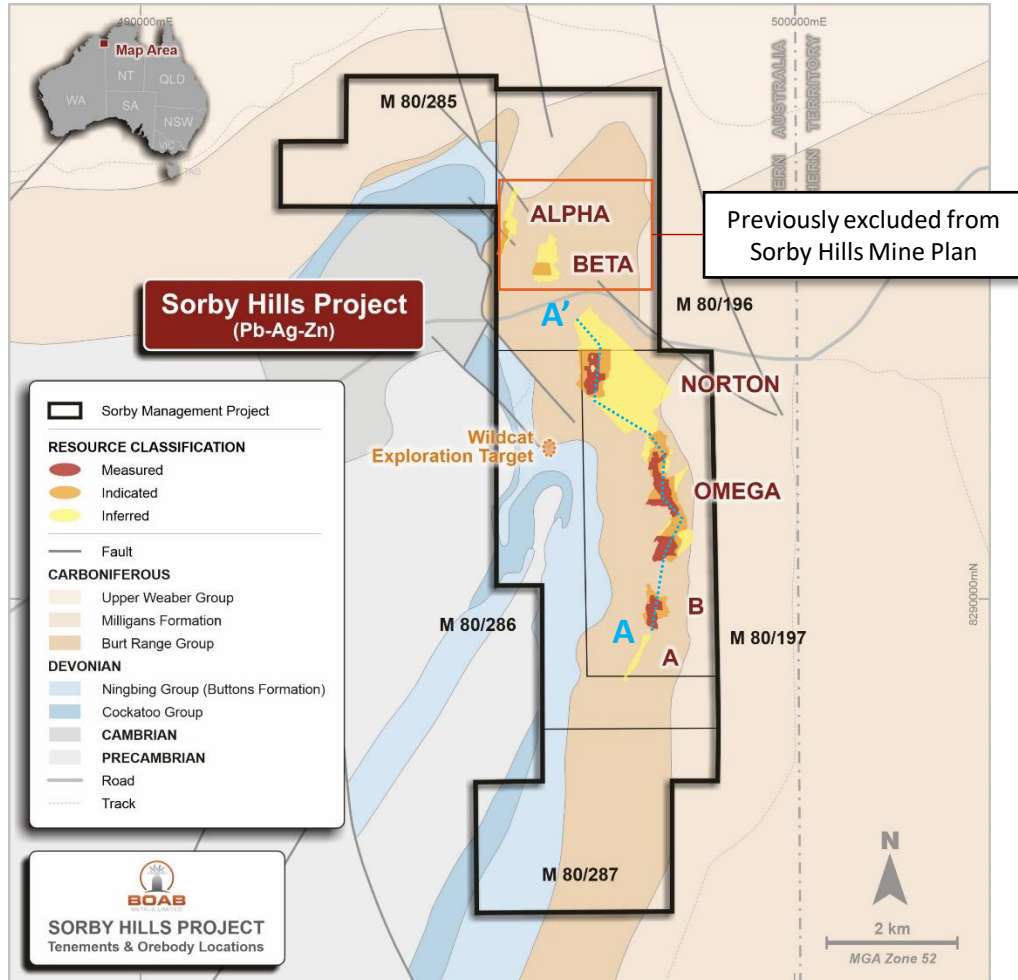 490000mE
500000mE
Map Area
NT
QLD
WA
SA
NSW
VIC
TAS
WESTERN AUSTRALIA
NORTHERN TERRITORY
M 80/285
ALPHA
BETA
Previously excluded from
Sorby Hills Mine Plan
Sorby Hills Project
(Pb-Ag-Zn)
A’
M 80/196
NORTON
Wildcat
Exploration Target
OMEGA
8290000mN
B
M 80/286
A
M 80/197
A
M 80/287
Sorby Management Project
RESOURCE CLASSIFICATION
Measured
Indicated
Inferred
Fault
CARBONIFEROUS
Upper Weaber Group
Milligans Formation
Burt Range Group
DEVONIAN
Ningbing Group (Buttons Formation)
Cockatoo Group
CAMBRIAN
PRECAMBRIAN
Road
Track
BOAB
METALS LIMITED
SORBY HILLS PROJECT
Tenements & Orebody Locations
N
2 km
MGA Zone 52